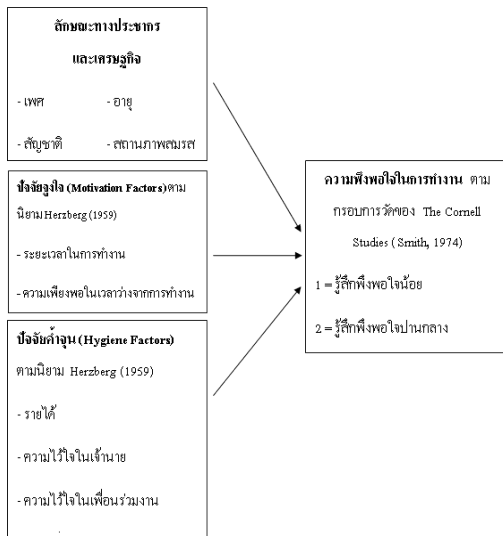 ลักษณะทางประชากร
และเศรษฐกิจ
- เพศ - อายุ
- สัญชาติ - สถานภาพสมรส
ปัจจัยจูงใจ (Motivation Factors) ตาม
นิยาม Herzberg (1959)
- ระยะเวลาในการทำงาน
- ความเพียงพอในเวลาว่างจากการทำงาน
ปัจจัยค้ำจุน (Hygiene Factors)
ตามนิยาม Herzberg (1959)
- รายได้
- ความไว้ใจในเจ้านาย
- ความไว้ใจในเพื่อนร่วมงาน
ความพึงพอใจในการทำงาน ตาม
กรอบการวัดของ The Cornell
Studies ( Smith, 1974)
1 = รู้สึกพึงพอใจน้อย
2 = รู้สึกพึงพอใจปานกลาง